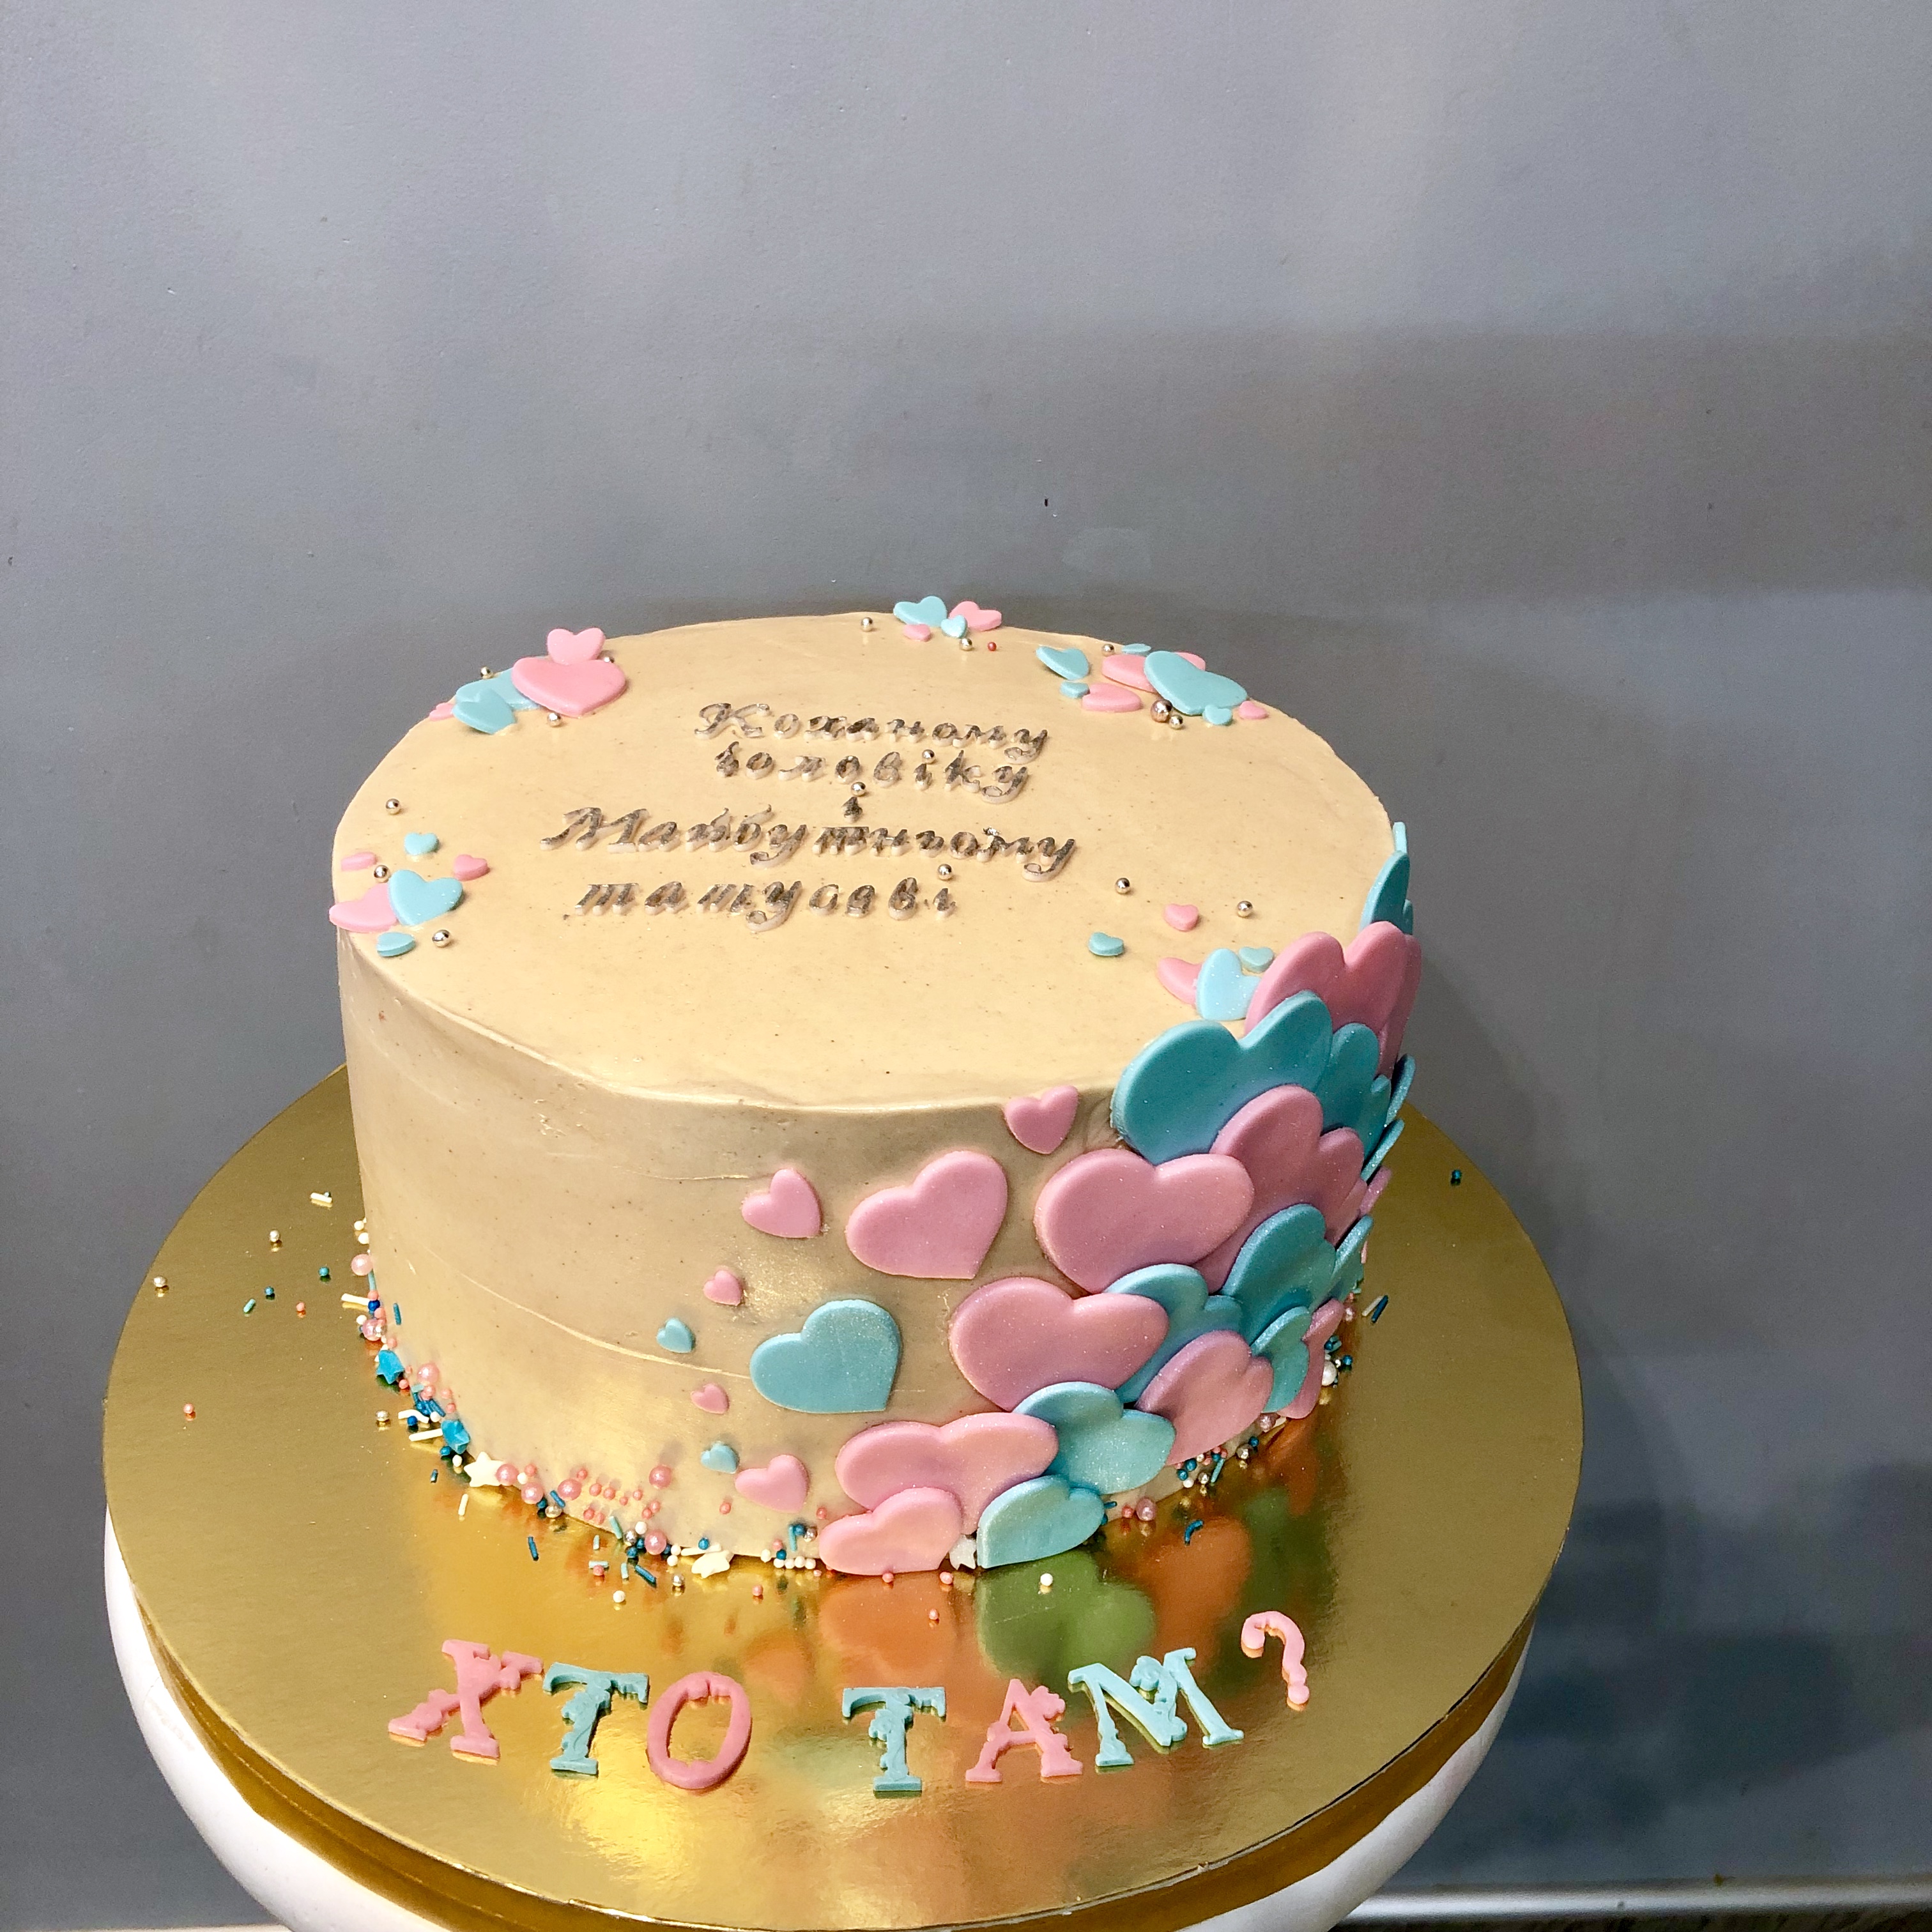 Коханому
чоловіку
і
Майбутньому
татусеві
ХТО ТАМ?